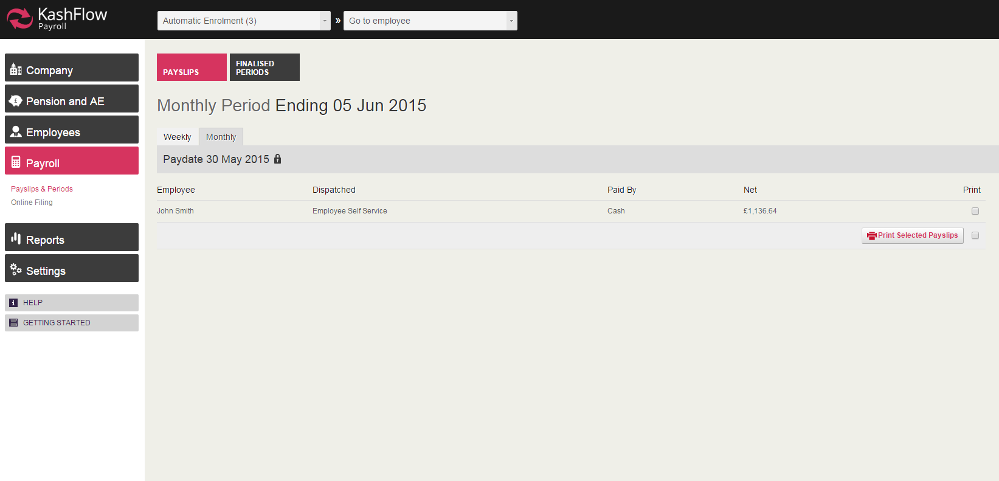 KashFlow
Payroll
Automatic Enrolment (3)
»
Go to employee
Company
Pension and AE
Employees
Payroll
Payslips & Periods
Online Filing
Reports
Settings
HELP
GETTING STARTED
PAYSLIPS
FINALISED
PERIODS
Monthly Period Ending 05 Jun 2015
Weekly Monthly
Paydate 30 May 2015
Employee Dispatched Paid By Net Print
John Smith Employee Self Service Cash £1,136.64
Print Selected Payslips